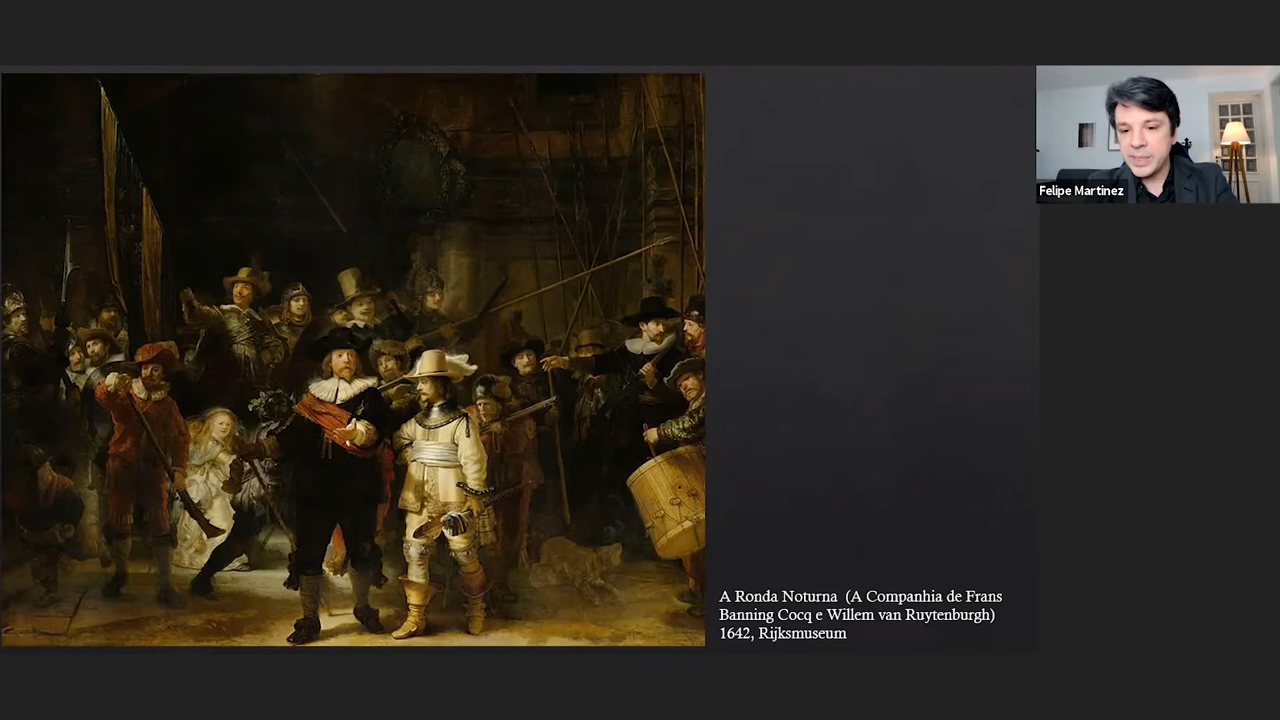 Felipe Martinez
A Ronda Noturna (A Companhia de Frans
Banning Cocq e Willem van Ruytenburgh)
1642, Rijksmuseum